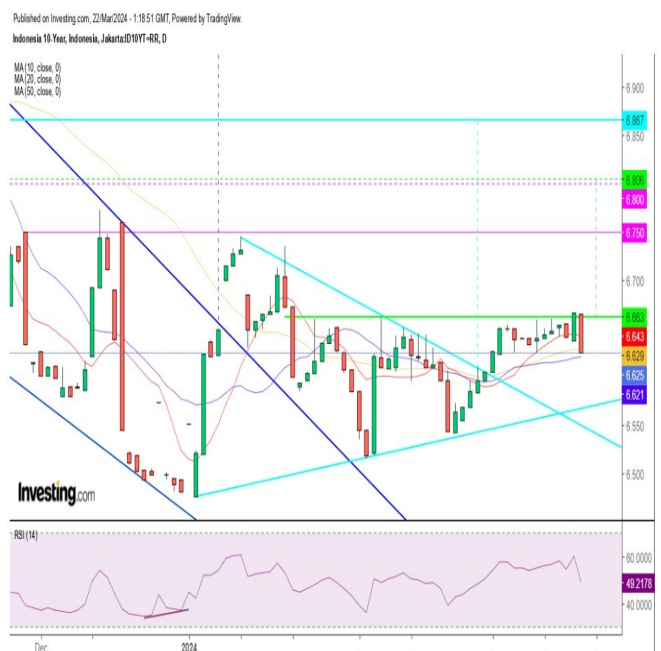 Published on Investing.com, 22/Mar/2024 - 1:18:51 GMT, Powered by TradingView.
Indonesia 10-Year, Indonesia, Jakarta:ID10YT=RR, D
MA (10, close, 0)
MA (20, close, 0)
MA (50, close, 0)
6.900
6.867
6.850
6.806
6.800
6.750
6.700
6.663
6.643
6.629
6.625
6.621
6.550
6.500
Investing.com
RSI (14)
60.0000
49.2178
40.0000
Dec
2024